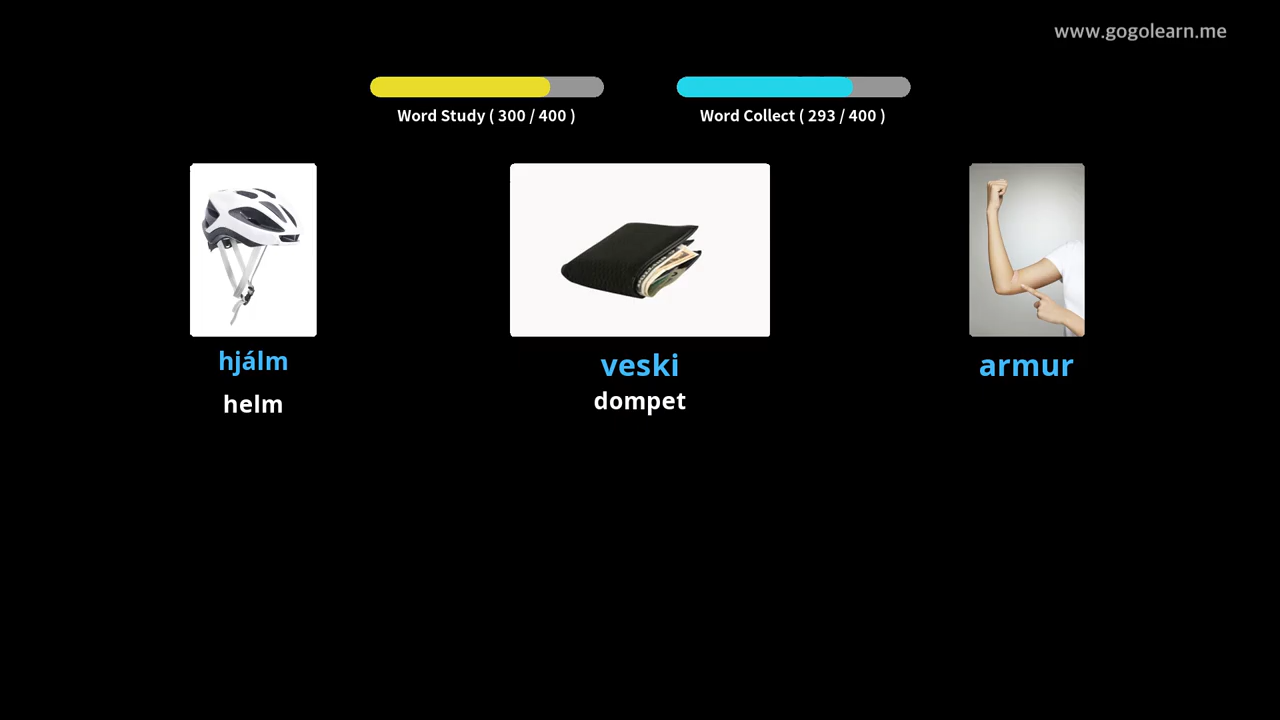 www.gogolearn.me
Word Study ( 300 / 400 )
Word Collect ( 293 / 400 )
hjálm
helm
veski
dompet
armur